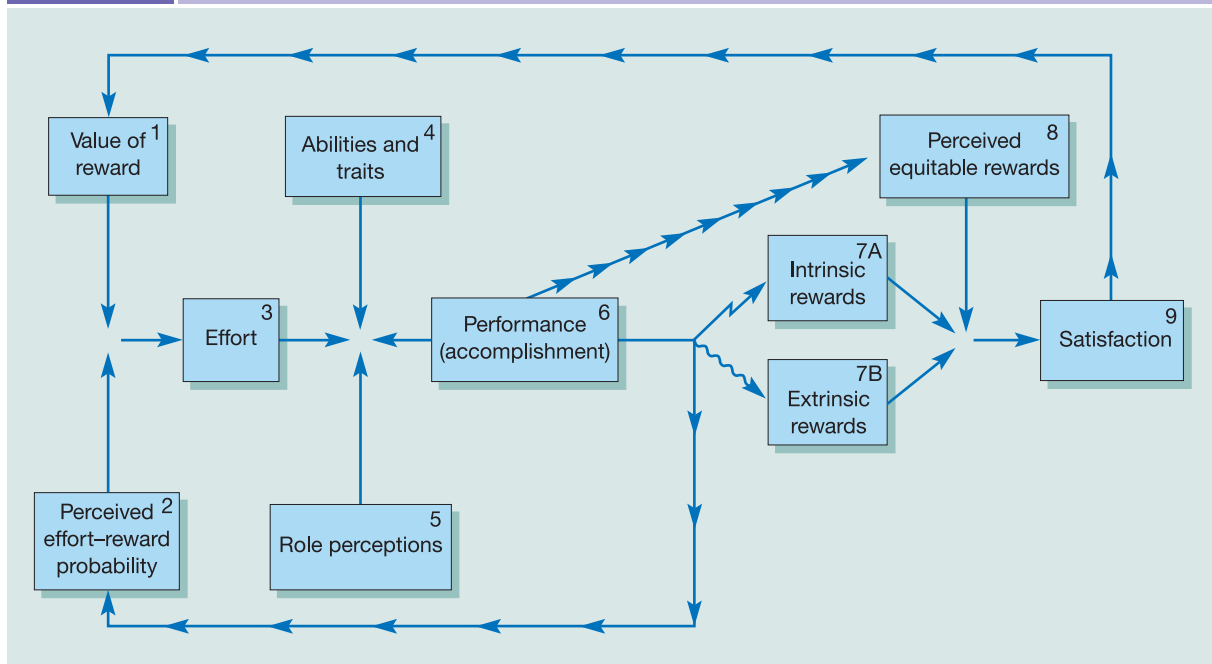 1
Value of
reward
4
Abilities and
traits
8
Perceived
equitable rewards
7A
Intrinsic
rewards
3
Effort
6
Performance
(accomplishment)
9
Satisfaction
7B
Extrinsic
rewards
2
Perceived
effort–reward
probability
5
Role perceptions